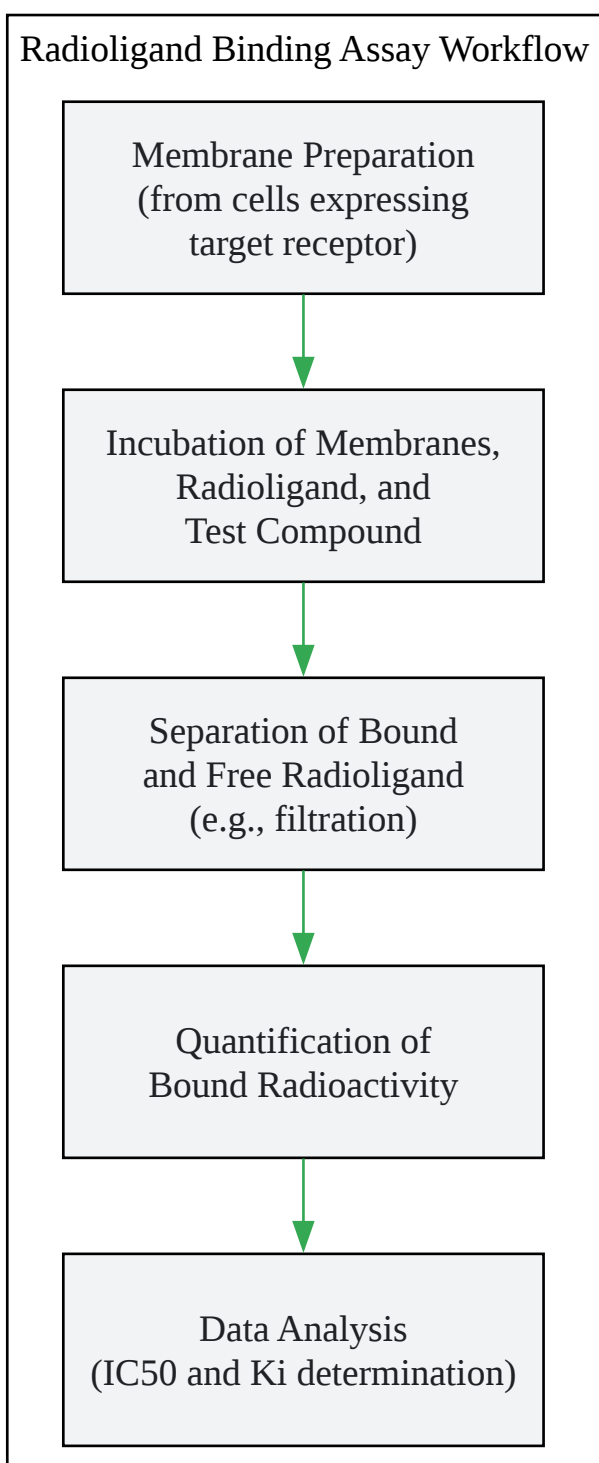 Radioligand Binding Assay Workflow
Membrane Preparation
(from cells expressing
target receptor)
Incubation of Membranes,
Radioligand, and
Test Compound
Separation of Bound
and Free Radioligand
(e.g., filtration)
Quantification of
Bound Radioactivity
Data Analysis
(IC50 and Ki determination)